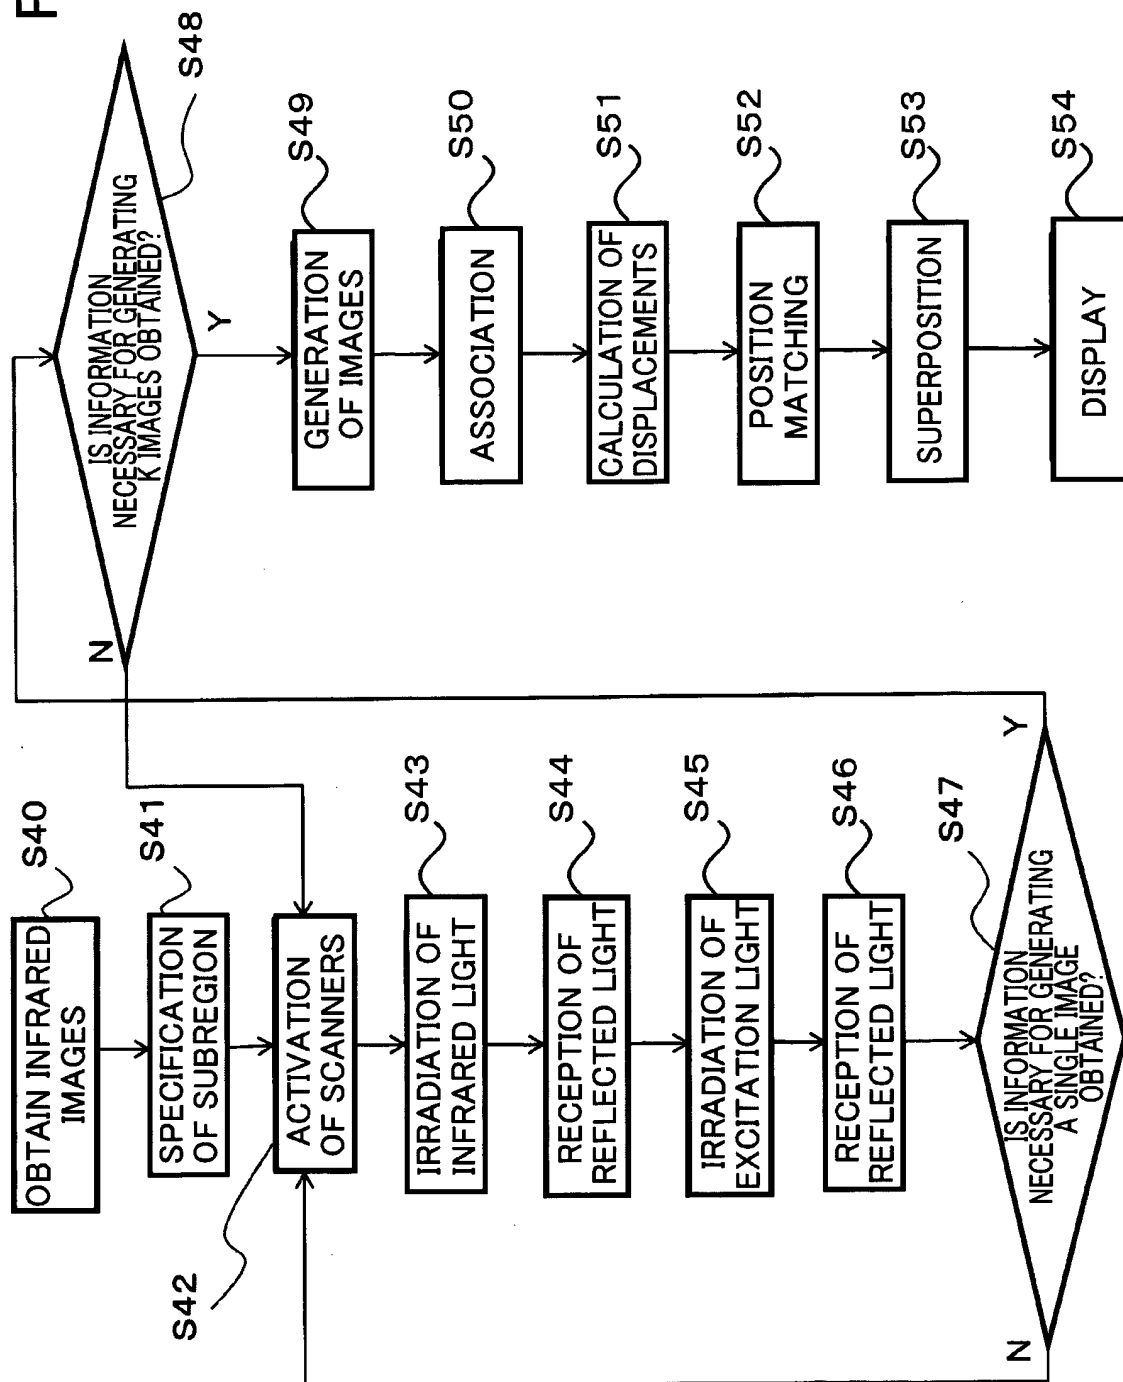 F
S40
OBTAIN INFRARED
IMAGES
S41
SPECIFICATION
OF SUBREGION
S42
ACTIVATION
OF SCANNERS
S43
IRRADIATION OF
INFRARED LIGHT
S44
RECEPTION OF
REFLECTED LIGHT
S45
IRRADIATION OF
EXCITATION LIGHT
S46
RECEPTION OF
REFLECTED LIGHT
S47
IS INFORMATION
NECESSARY FOR GENERATING
A SINGLE IMAGE
OBTAINED?
N
Y
S48
IS INFORMATION
NECESSARY FOR GENERATING
K IMAGES OBTAINED?
N
Y
S49
GENERATION
OF IMAGES
S50
ASSOCIATION
S51
CALCULATION OF
DISPLACEMENTS
S52
POSITION
MATCHING
S53
SUPERPOSITION
S54
DISPLAY